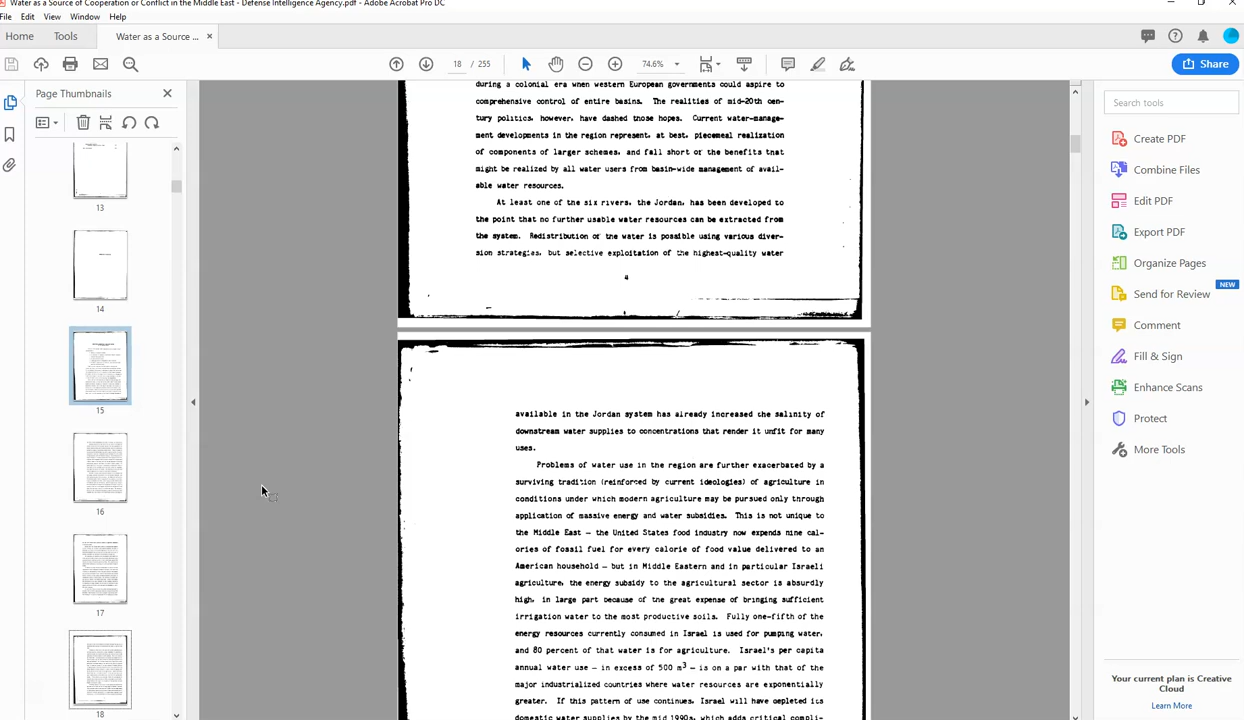 Water as a Source of Cooperation or Conflict in the Middle East - Defense Intelligence Agency.pdf - Adobe Acrobat Pro DC
File Edit View Window Help
Home Tools Water as a Source ... ×
18 / 255 74.6%
Share
Page Thumbnails
13
14
15
16
17
18
during a colonial era when western European governments could aspire to
comprehensive control of entire basins. The realities of mid-20th cen-
tury politics, however, have dashed those hopes. Current water-manage-
ment developments in the region represent, at best, piecemeal realization
of components of larger schemes, and fall short or the benefits that
might be realized by all water users from basin-wide management of avail-
able water resources.
At least one of the six rivers, the Jordan, has been developed to
the point that no further usable water resources can be extracted from
the system. Redistribution of the water is possible using various diver-
sion strategies, but selective exploitation of the highest-quality water
4
available in the Jordan system has already increased the salinity of
downstream water supplies to concentrations that render it unfit for many
uses.
Problems of water use in the region are further exacerbated by a
surviving tradition (reinforced by current ideologies) of agriculture in
conditions under which modern agriculture may be pursued only through
application of massive energy and water subsidies. This is not unique to
the Middle East — the United States food industry now expends nine cal-
ories of fossil fuel for every calorie of food value delivered to an
American household — but in Middle Eastern and in particular Israeli
agriculture, the energy subsidy to the agricultural sector is absurdly
high, in large part because of the great expense of bringing sufficient
irrigation water to the most productive soils. Fully one-fifth of the
energy resources currently consumed in Israel is used for pumping water,
and 80 percent of that water is for agriculture. Israel's per capita
annual water use — in excess of 500 m³ — is on a par with that of the
major industrialized countries where water resources are exponentially
greater. If this pattern of use continues, Israel will have depleted its
domestic water supplies by the mid 1990s, which adds critical compli-
Search tools
Create PDF
Combine Files
Edit PDF
Export PDF
Organize Pages
Send for Review NEW
Comment
Fill & Sign
Enhance Scans
Protect
More Tools
Your current plan is Creative
Cloud
Learn More